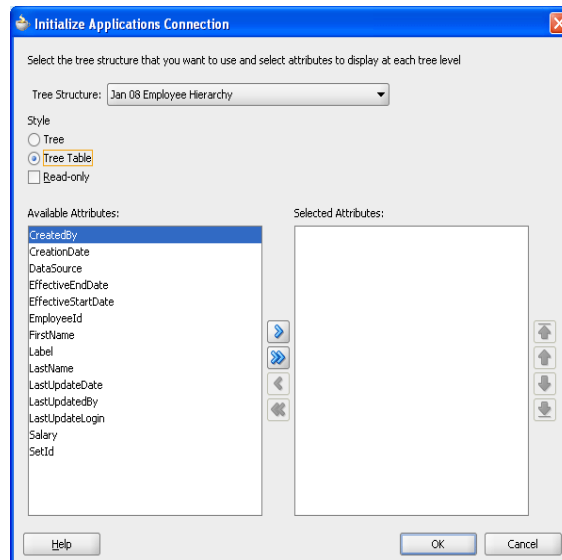 Initialize Applications Connection
Select the tree structure that you want to use and select attributes to display at each tree level
Tree Structure: Jan 08 Employee Hierarchy
Style
Tree
Tree Table
Read-only
Available Attributes:
Selected Attributes:
CreatedBy
CreationDate
DataSource
EffectiveEndDate
EffectiveStartDate
EmployeeId
FirstName
Label
LastName
LastUpdateDate
LastUpdatedBy
LastUpdateLogin
Salary
SetId
Help
OK
Cancel